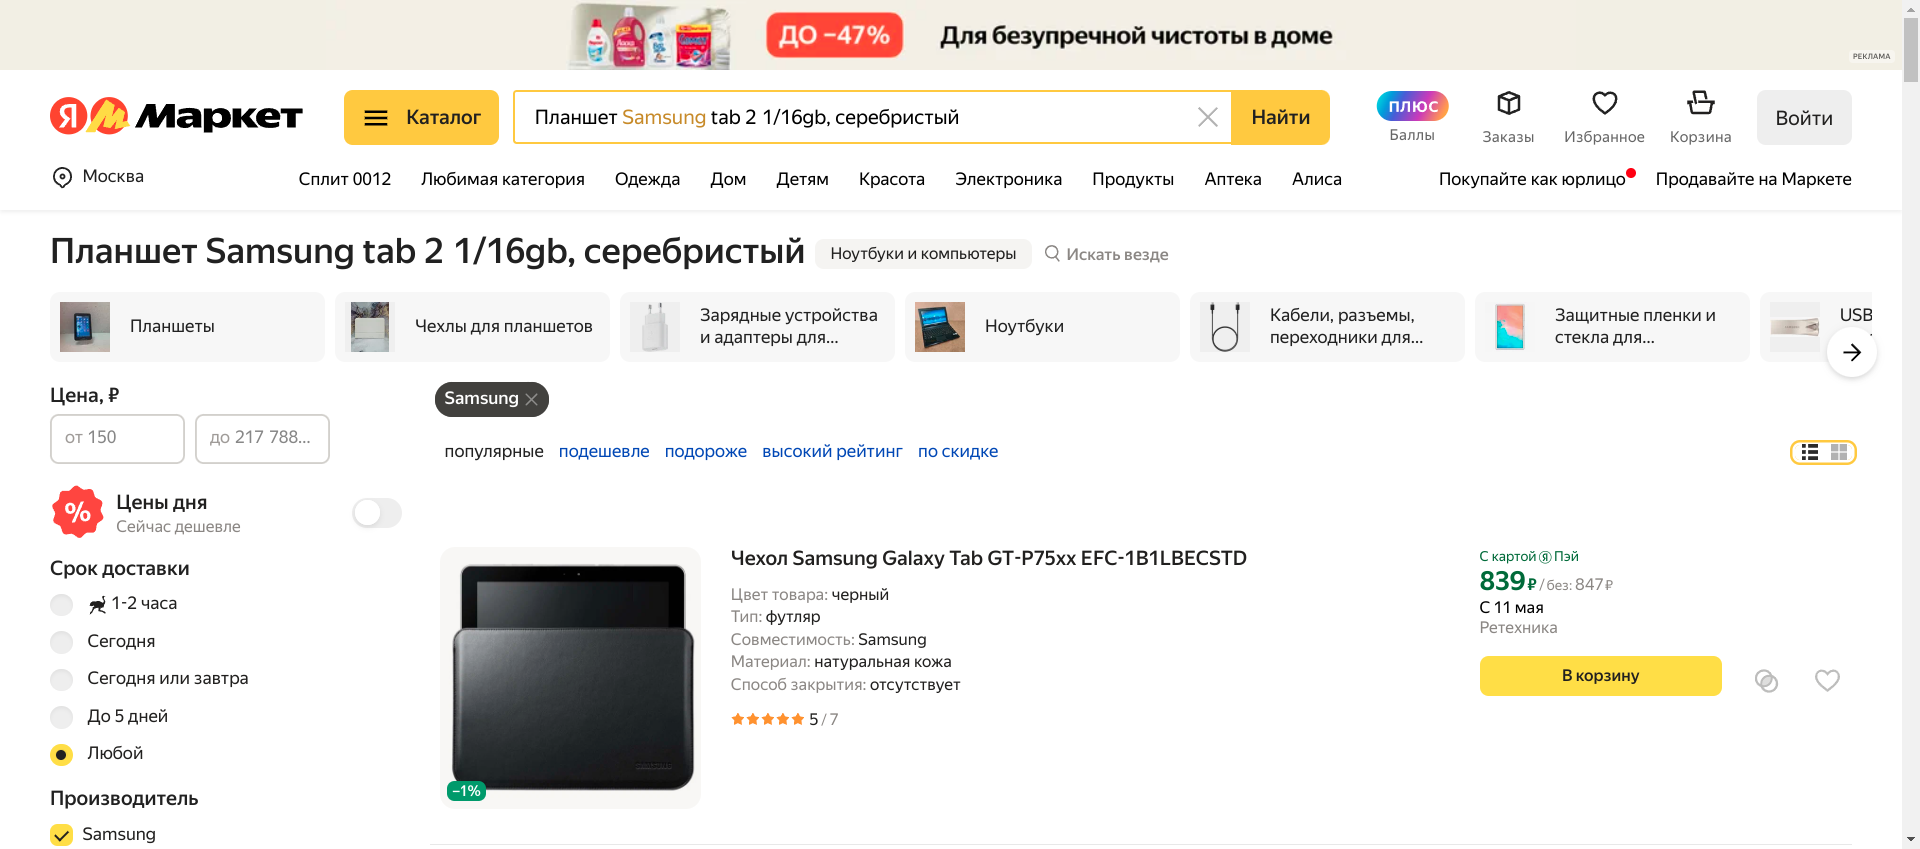 ДО −47%
Для безупречной чистоты в доме
РЕКЛАМА
Я М Маркет
Каталог
Планшет Samsung tab 2 1/16gb, серебристый
Найти
ПЛЮС
Баллы
Заказы
Избранное
Корзина
Войти
Москва
Сплит 0012
Любимая категория
Одежда
Дом
Детям
Красота
Электроника
Продукты
Аптека
Алиса
Покупайте как юрлицо
Продавайте на Маркете
Планшет Samsung tab 2 1/16gb, серебристый
Ноутбуки и компьютеры
Искать везде
Планшеты
Чехлы для планшетов
Зарядные устройства
и адаптеры для...
Ноутбуки
Кабели, разъемы,
переходники для...
Защитные пленки и
стекла для...
USB
Цена, ₽
от 150
до 217 788...
Samsung
популярные
подешевле
подороже
высокий рейтинг
по скидке
%
Цены дня
Сейчас дешевле
Срок доставки
1-2 часа
Сегодня
Сегодня или завтра
До 5 дней
Любой
Производитель
Samsung
−1%
Чехол Samsung Galaxy Tab GT-P75xx EFC-1B1LBECSTD
Цвет товара: черный
Тип: футляр
Совместимость: Samsung
Материал: натуральная кожа
Способ закрытия: отсутствует
5 / 7
С картой Я Пэй
839 ₽ / без: 847 ₽
С 11 мая
Ретехника
В корзину